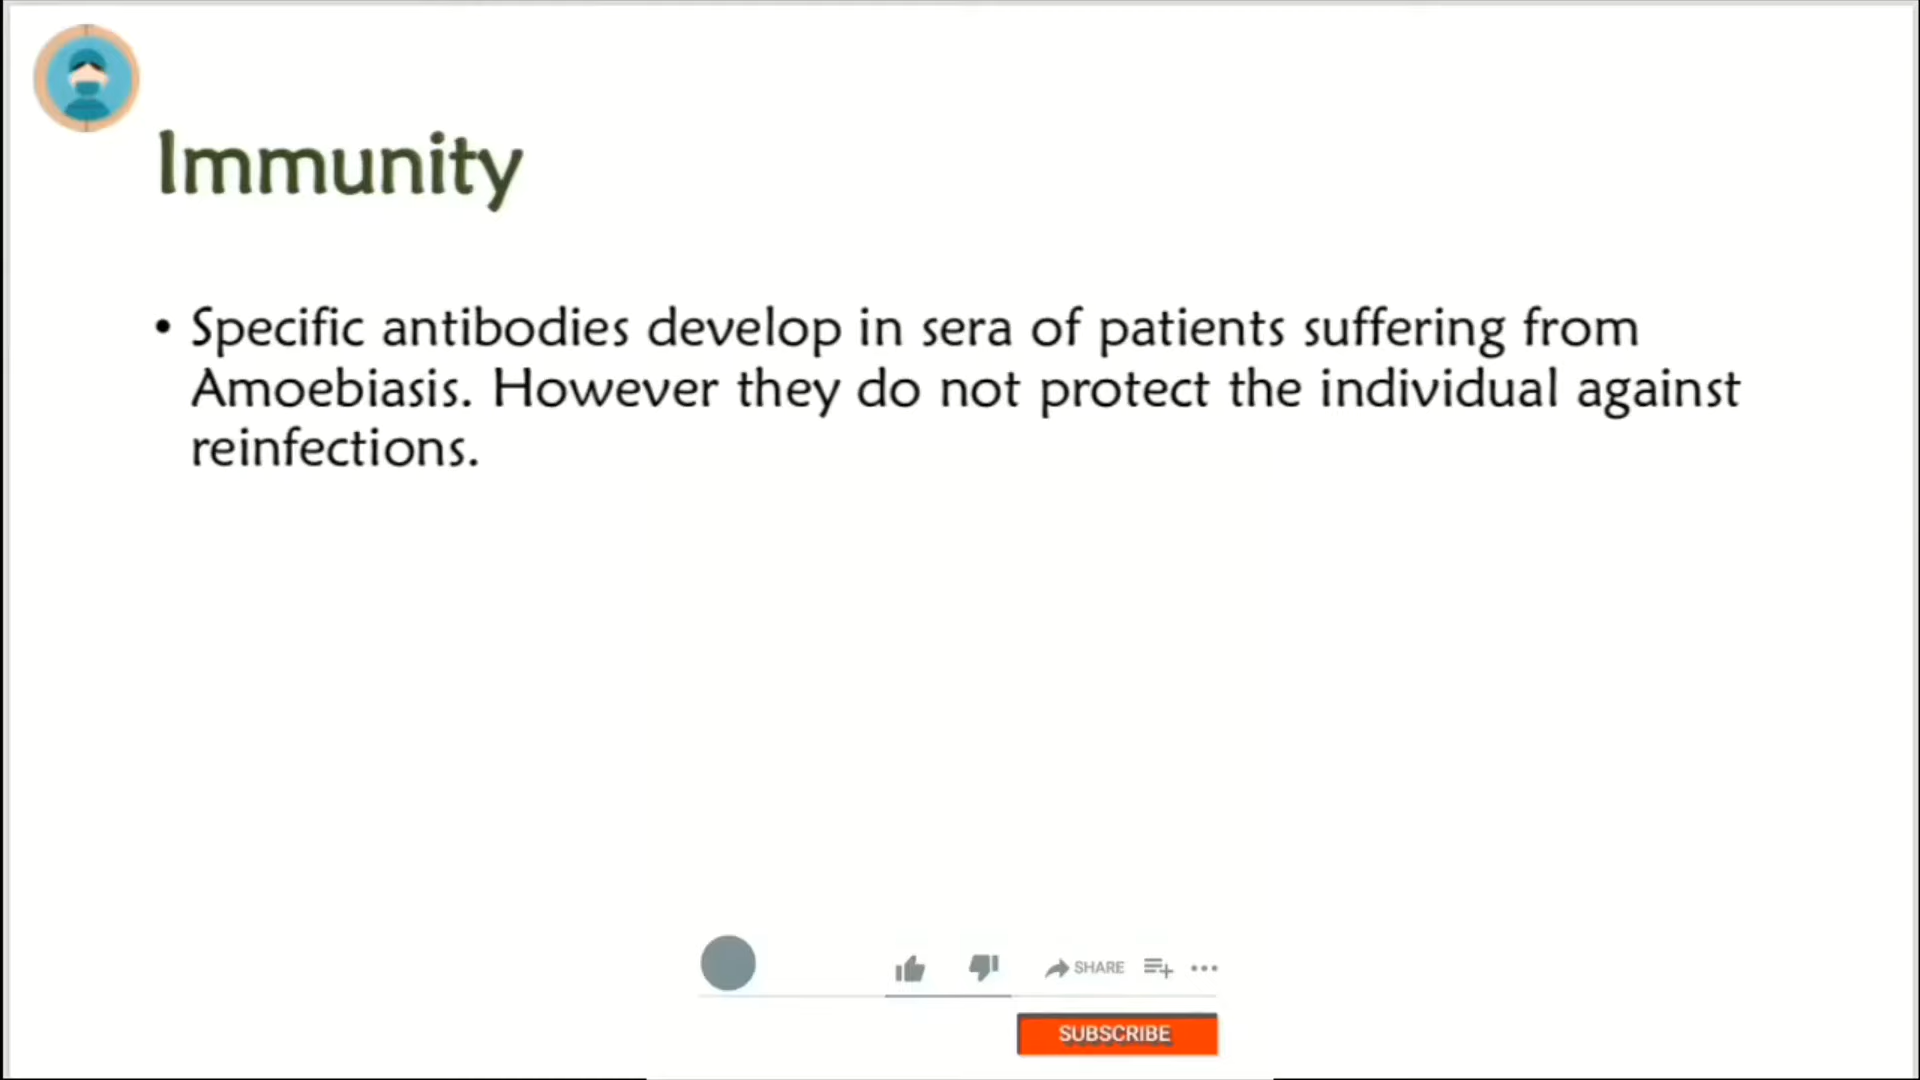 Immunity
• Specific antibodies develop in sera of patients suffering from
Amoebiasis. However they do not protect the individual against
reinfections.
SHARE
SUBSCRIBE